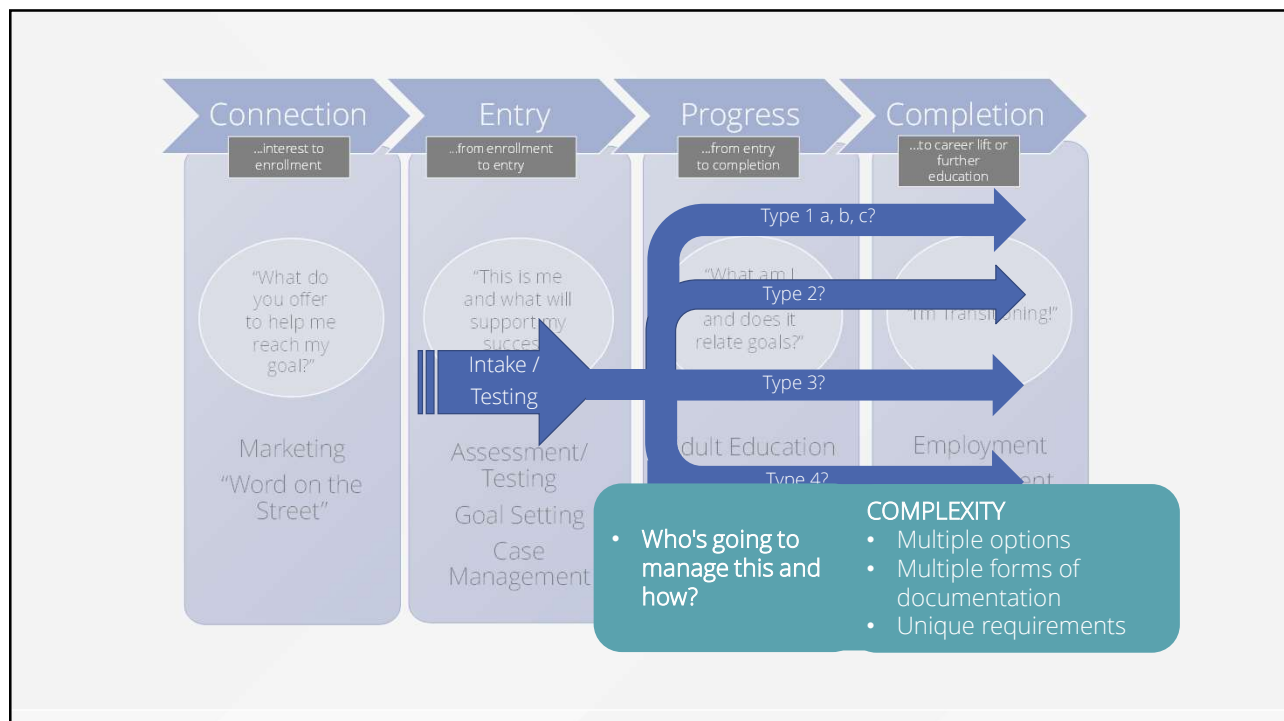 Connection
...interest to
enrollment
"What do
you offer
to help me
reach my
goal?"
Marketing
"Word on the
Street"
Entry
...from enrollment
to entry
"This is me
and what will
support my
succes
Intake /
Testing
Assessment/
Testing
Goal Setting
Case
Management
Progress
...from entry
to completion
"What am I
and does it
relate goals?"
dult Education
Completion
...to career lift or
further
education
"I'm Transitioning!"
Employment
Type 1 a, b, c?
Type 2?
Type 3?
Type 4?
• Who's going to
manage this and
how?
COMPLEXITY
• Multiple options
• Multiple forms of
documentation
• Unique requirements